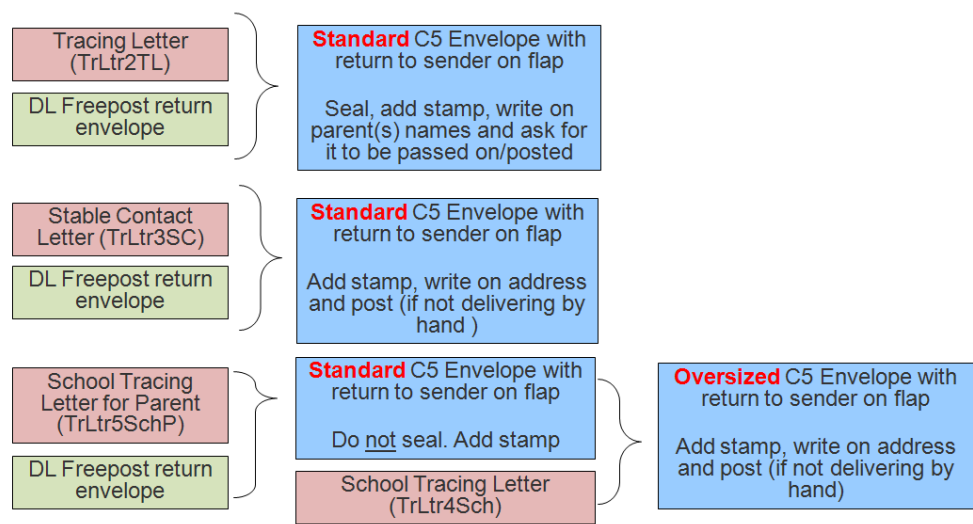 Tracing Letter
(TrLtr2TL)
DL Freepost return
envelope
Standard C5 Envelope with
return to sender on flap
Seal, add stamp, write on
parent(s) names and ask for
it to be passed on/posted
Stable Contact
Letter (TrLtr3SC)
DL Freepost return
envelope
Standard C5 Envelope with
return to sender on flap
Add stamp, write on address
and post (if not delivering by
hand )
School Tracing
Letter for Parent
(TrLtr5SchP)
DL Freepost return
envelope
Standard C5 Envelope with
return to sender on flap
Do not seal. Add stamp
School Tracing Letter
(TrLtr4Sch)
Oversized C5 Envelope with
return to sender on flap
Add stamp, write on address
and post (if not delivering by
hand)